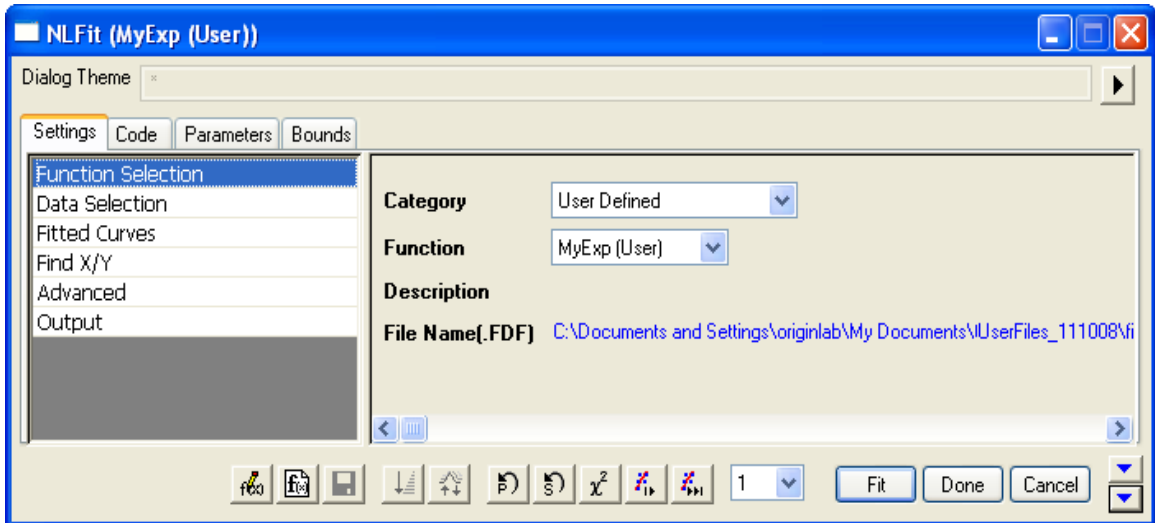 NLFit (MyExp (User))
Dialog Theme *
Settings Code Parameters Bounds
Function Selection
Data Selection
Fitted Curves
Find X/Y
Advanced
Output
Category User Defined
Function MyExp (User)
Description
File Name(.FDF) C:\Documents and Settings\originlab\My Documents\IUserFiles_111008\fi
f(x) P S χ² 1 Fit Done Cancel